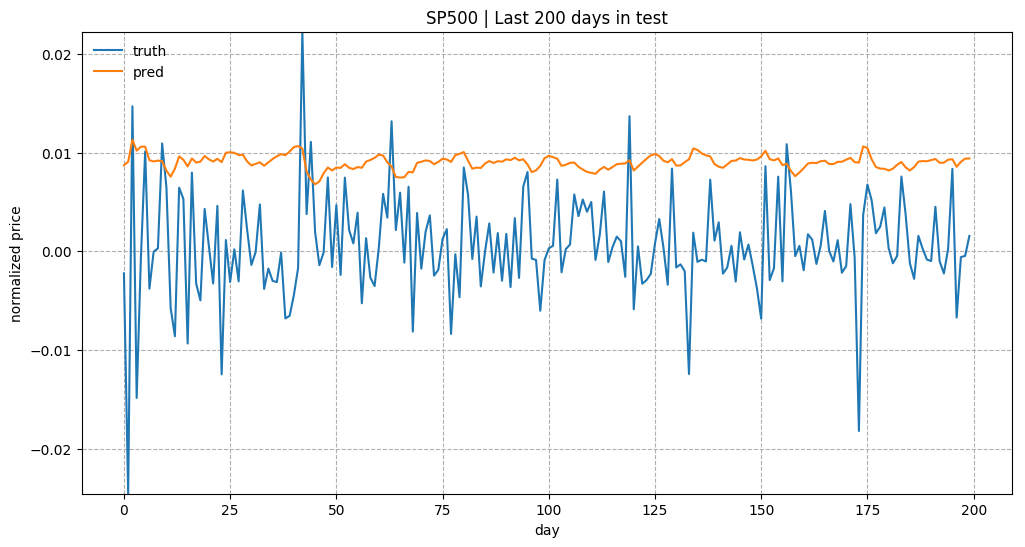 SP500 | Last 200 days in test
truth
pred
0.02
0.01
0.00
−0.01
−0.02
normalized price
0 25 50 75 100 125 150 175 200
day